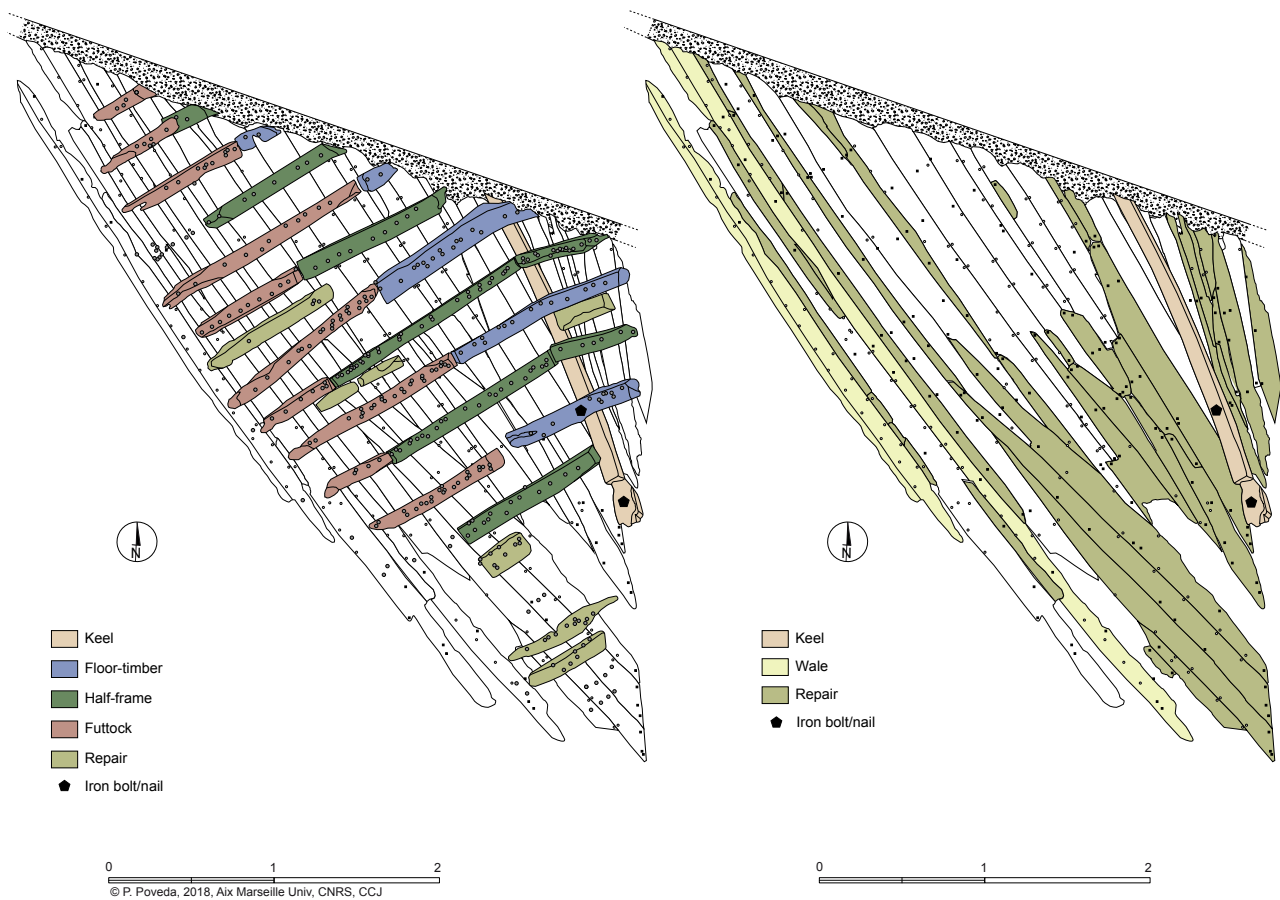 N
Keel
Floor-timber
Half-frame
Futtock
Repair
Iron bolt/nail
0 1 2
© P. Poveda, 2018, Aix Marseille Univ, CNRS, CCJ
N
Keel
Wale
Repair
Iron bolt/nail
0 1 2